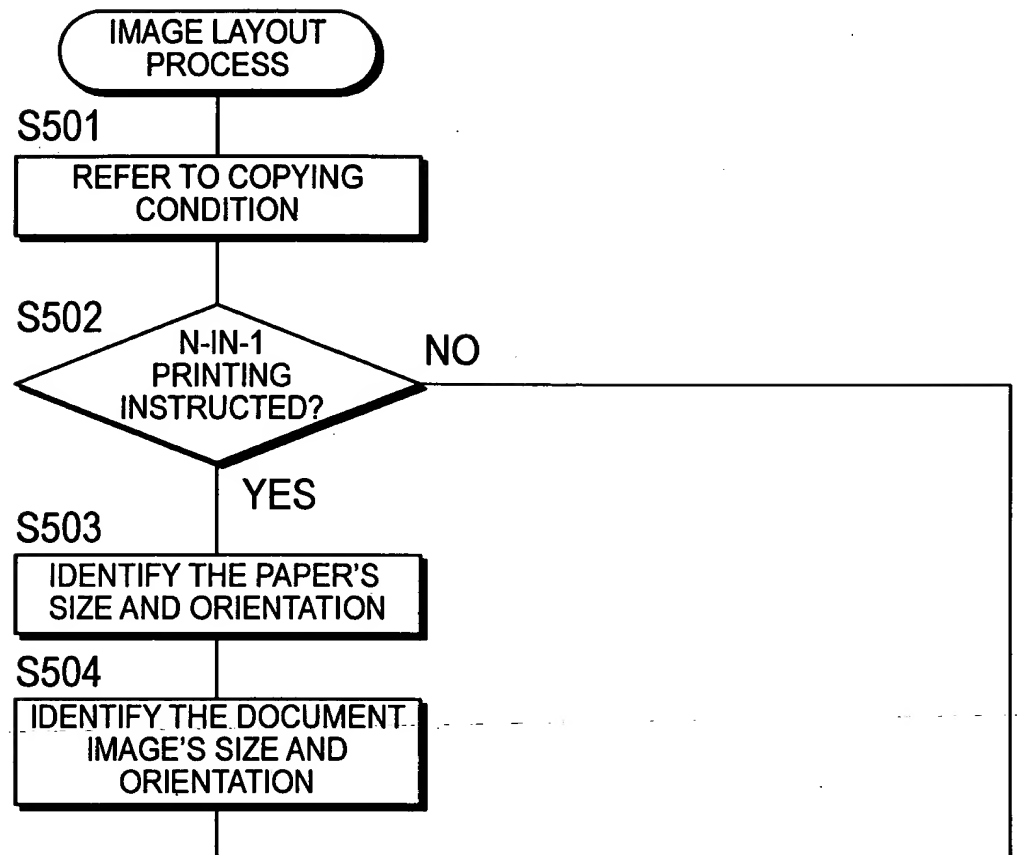 IMAGE LAYOUT
PROCESS
S501
REFER TO COPYING
CONDITION
S502
N-IN-1
PRINTING
INSTRUCTED?
NO
YES
S503
IDENTIFY THE PAPER'S
SIZE AND ORIENTATION
S504
IDENTIFY THE DOCUMENT
IMAGE'S SIZE AND
ORIENTATION